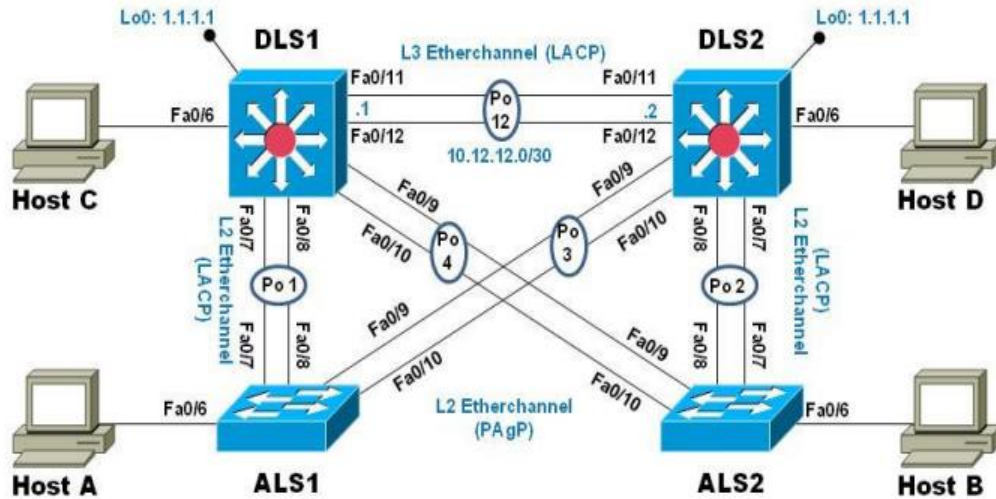 Lo0: 1.1.1.1
Lo0: 1.1.1.1
DLS1
DLS2
L3 Etherchannel (LACP)
Fa0/11
Fa0/11
Fa0/6
.1
Po
12
.2
Fa0/6
Fa0/12
Fa0/12
10.12.12.0/30
Host C
Host D
Fa0/9
Fa0/9
Fa0/7
Fa0/8
Fa0/10
Fa0/10
Fa0/8
Fa0/7
L2 Etherchannel
(LACP)
Po 1
Po
4
Po
3
Po 2
L2 Etherchannel
(LACP)
Fa0/7
Fa0/8
Fa0/9
Fa0/10
Fa0/9
Fa0/10
Fa0/8
Fa0/7
Fa0/6
L2 Etherchannel
(PAgP)
Fa0/6
Host A
ALS1
ALS2
Host B